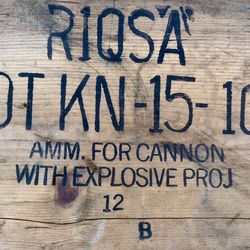 RIQSA
OT KN-15-10
AMM. FOR CANNON
WITH EXPLOSIVE PROJ
12
B